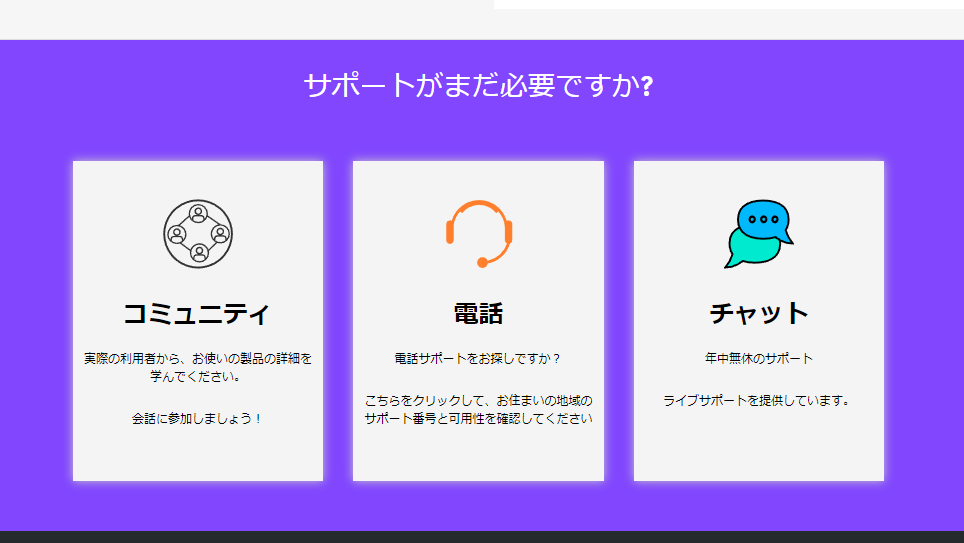 サポートがまだ必要ですか?
コミュニティ
実際の利用者から、お使いの製品の詳細を
学んでください。
会話に参加しましょう！
電話
電話サポートをお探しですか？
こちらをクリックして、お住まいの地域の
サポート番号と可用性を確認してください
チャット
年中無休のサポート
ライブサポートを提供しています。